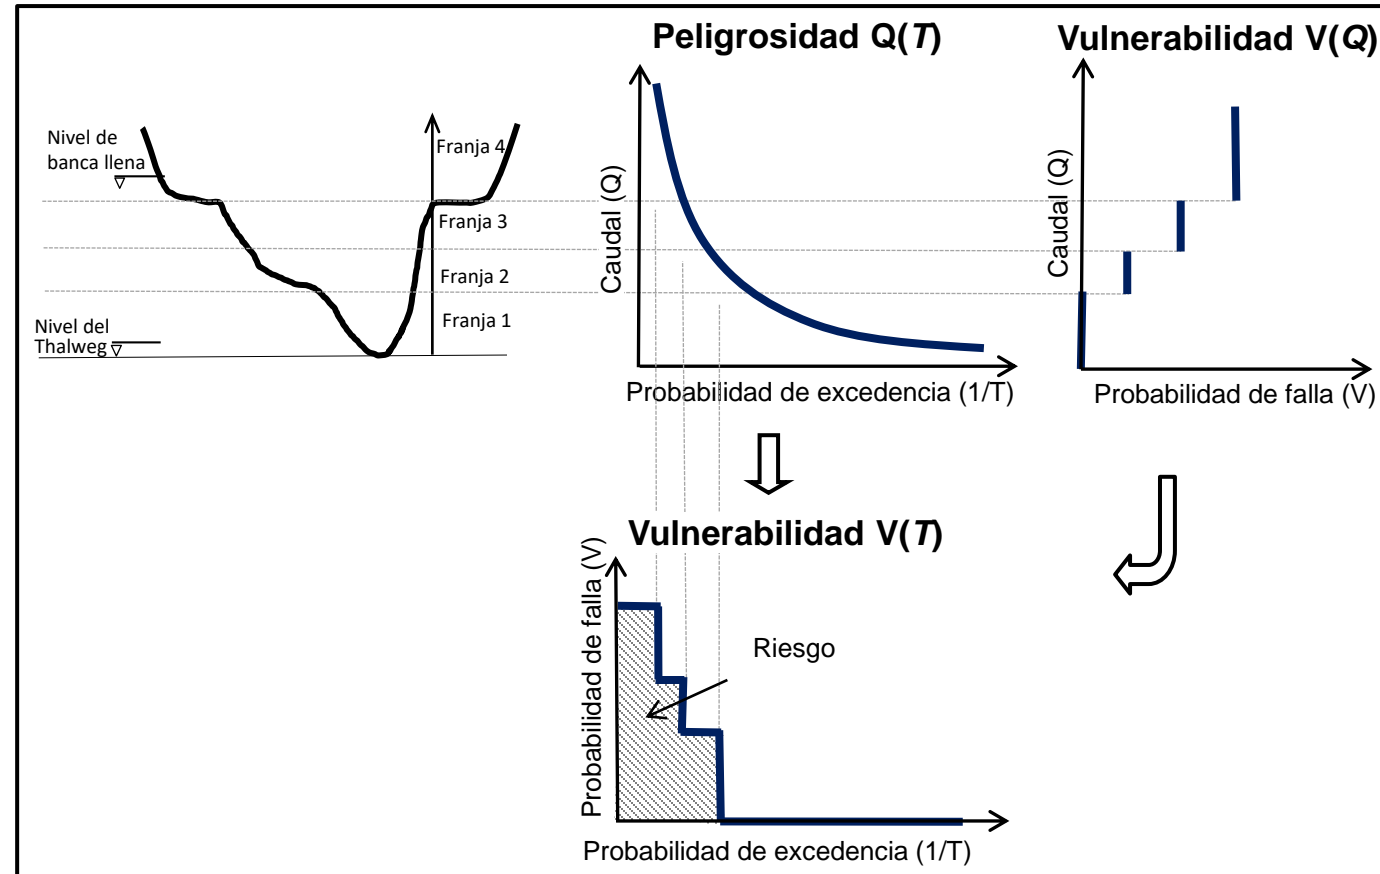 Peligrosidad Q(T)
Vulnerabilidad V(Q)
Nivel de
banca llena
Franja 4
Franja 3
Franja 2
Franja 1
Nivel del
Thalweg
Caudal (Q)
Probabilidad de excedencia (1/T)
Caudal (Q)
Probabilidad de falla (V)
Vulnerabilidad V(T)
Probabilidad de falla (V)
Riesgo
Probabilidad de excedencia (1/T)